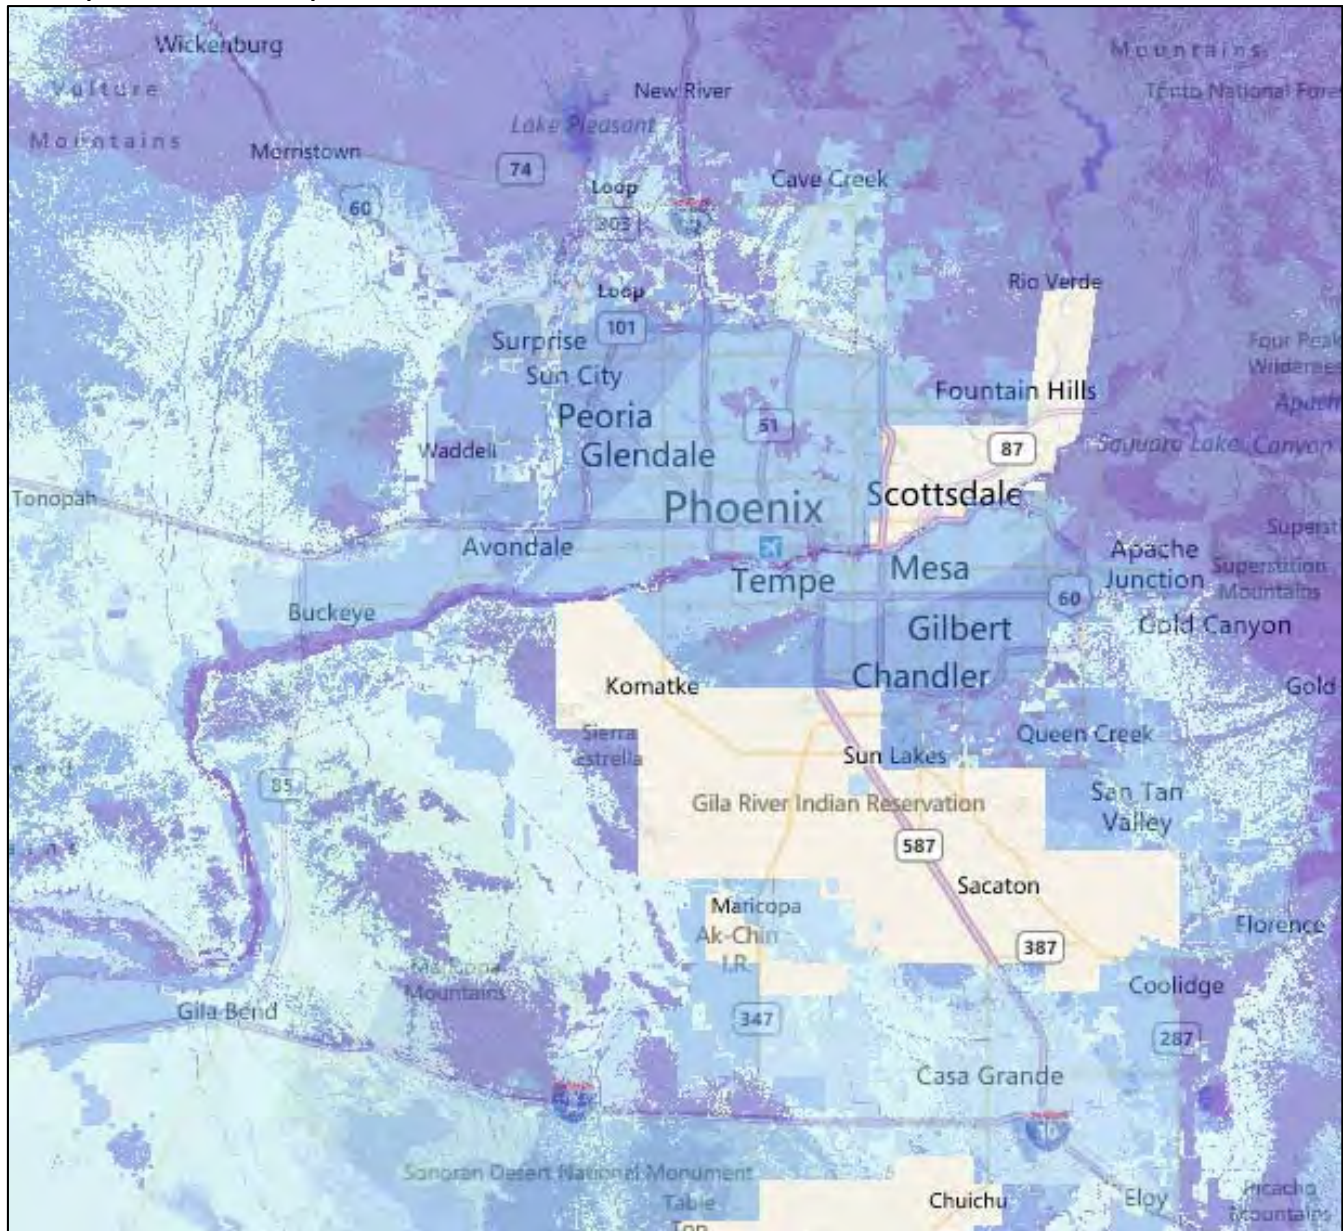 Wickenburg
Mountains
Vulture
New River
Tonto National Fore
Lake Pleasant
Mountains
Morristown
74
Cave Creek
Loop
60
303
Rio Verde
Loop
101
Surprise
Four Peak
Sun City
Wildernes
Fountain Hills
Peoria
Apach
51
Waddell
Glendale
87
Saguaro Lake
Canyon
Tonopah
Phoenix
Scottsdale
Superst
Avondale
Apache
Junction
Superstition
Mountains
Tempe
Mesa
60
Buckeye
Gilbert
Gold Canyon
Chandler
Komatke
Gold
Sierra
Estrella
Sun Lakes
Queen Creek
85
Gila River Indian Reservation
San Tan
Valley
587
Sacaton
Maricopa
Ak-Chin
I.R.
Florence
387
Maricopa
Mountains
Coolidge
Gila Bend
347
287
Casa Grande
Sonoran Desert National Monument
Table
Top
Chuichu
Eloy
Picacho
Mountains